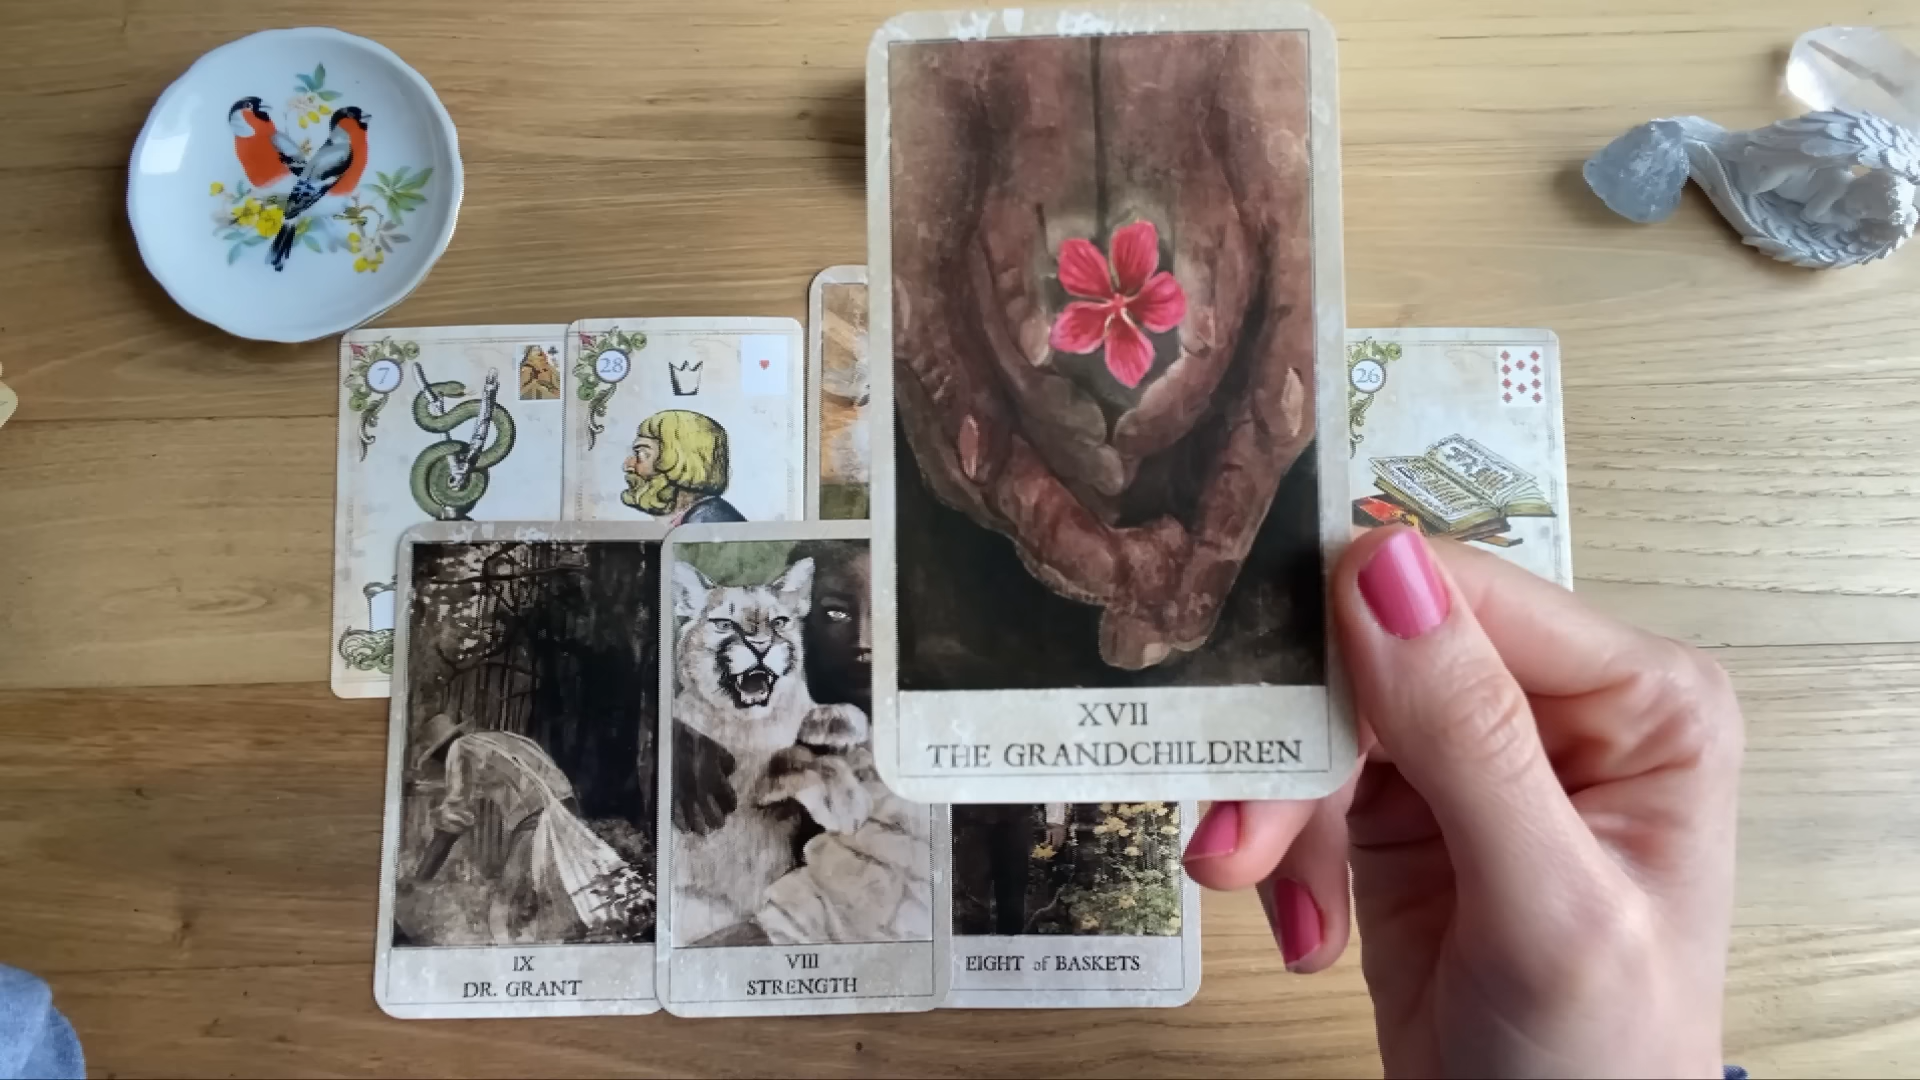 7
28
26
XVII
THE GRANDCHILDREN
IX
DR. GRANT
VIII
STRENGTH
EIGHT of BASKETS